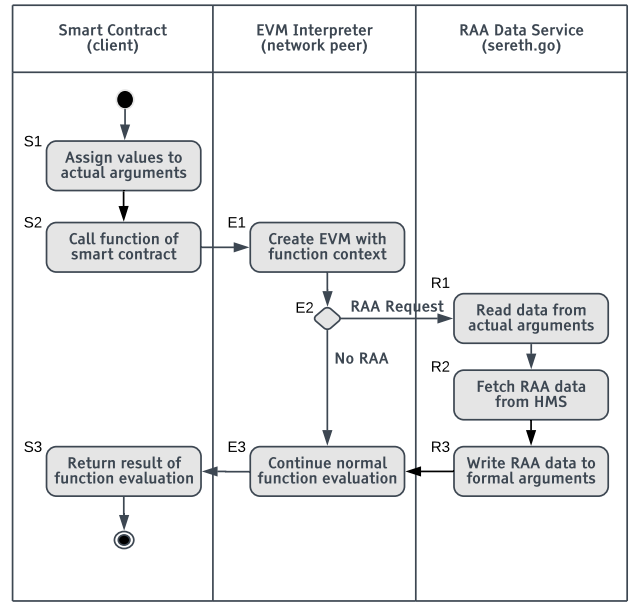 Smart Contract
(client)
EVM Interpreter
(network peer)
RAA Data Service
(sereth.go)
S1
Assign values to
actual arguments
S2
Call function of
smart contract
E1
Create EVM with
function context
E2
RAA Request
No RAA
R1
Read data from
actual arguments
R2
Fetch RAA data
from HMS
R3
Write RAA data to
formal arguments
E3
Continue normal
function evaluation
S3
Return result of
function evaluation